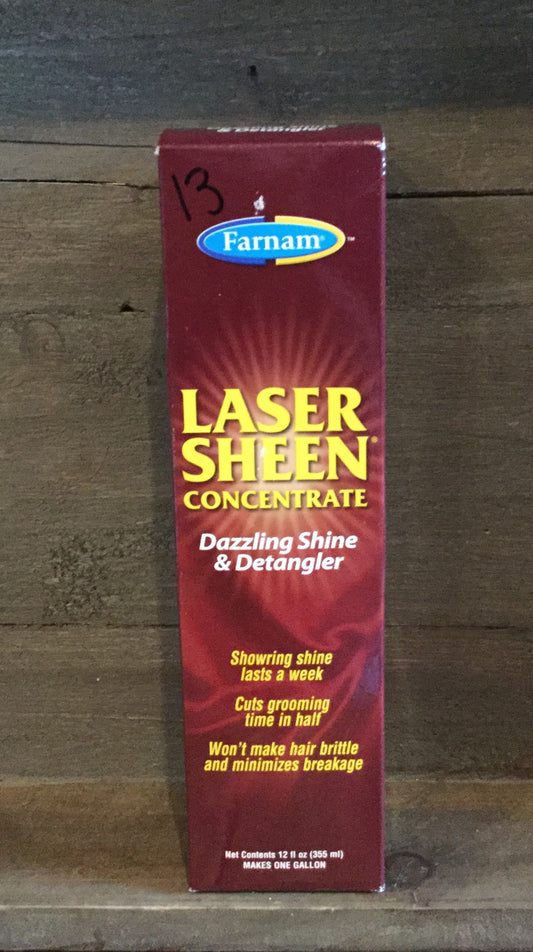 13
Farnam®™
LASER
SHEEN®
CONCENTRATE
Dazzling Shine
& Detangler
Showring shine
lasts a week
Cuts grooming
time in half
Won't make hair brittle
and minimizes breakage
Net Contents 12 fl oz (355 ml)
MAKES ONE GALLON